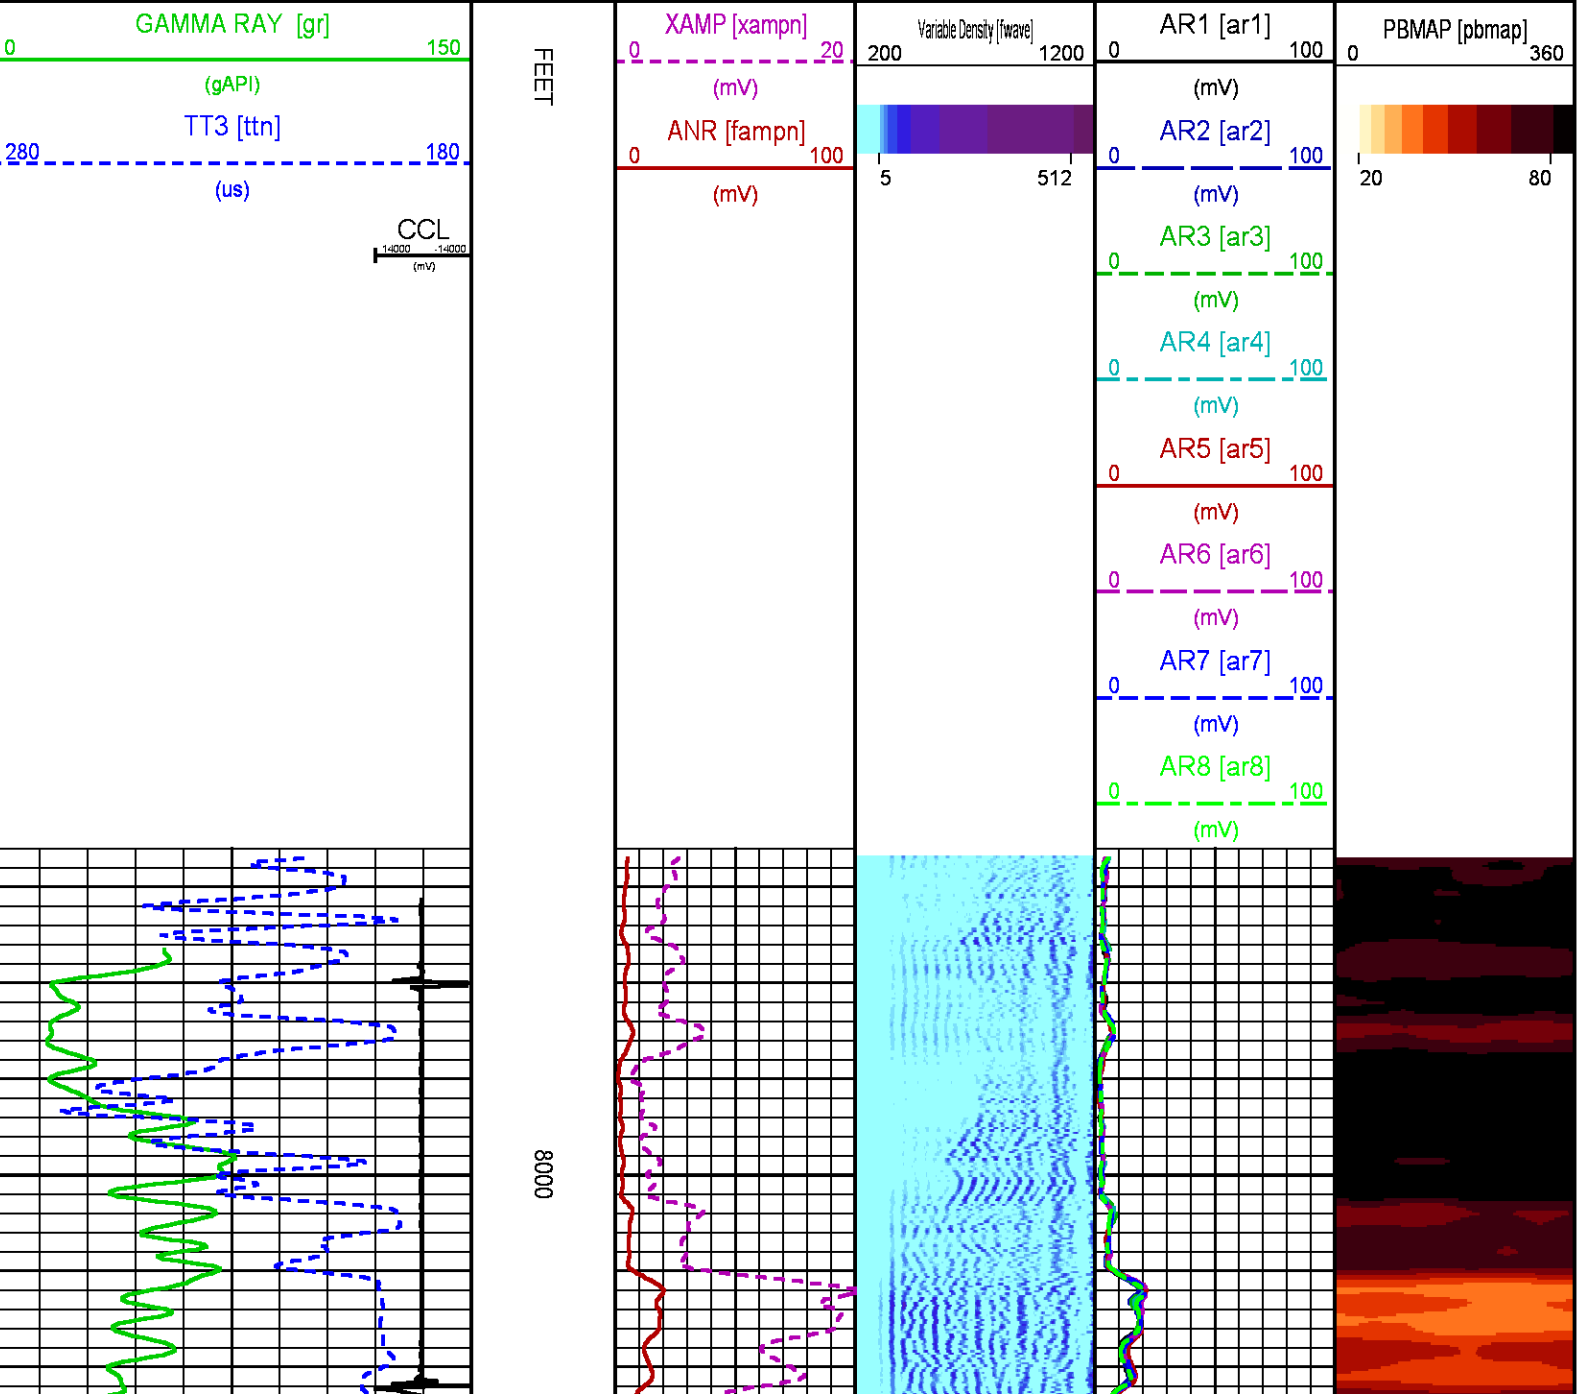 GAMMA RAY [gr]
0 150
(gAPI)
TT3 [ttn]
280 180
(us)
CCL
14000 -14000
(mV)
FEET
8000
XAMP [xampn]
0 20
(mV)
ANR [fampn]
0 100
(mV)
Variable Density [fwave]
200 1200
5 512
AR1 [ar1]
0 100
(mV)
AR2 [ar2]
0 100
(mV)
AR3 [ar3]
0 100
(mV)
AR4 [ar4]
0 100
(mV)
AR5 [ar5]
0 100
(mV)
AR6 [ar6]
0 100
(mV)
AR7 [ar7]
0 100
(mV)
AR8 [ar8]
0 100
(mV)
PBMAP [pbmap]
0 360
20 80